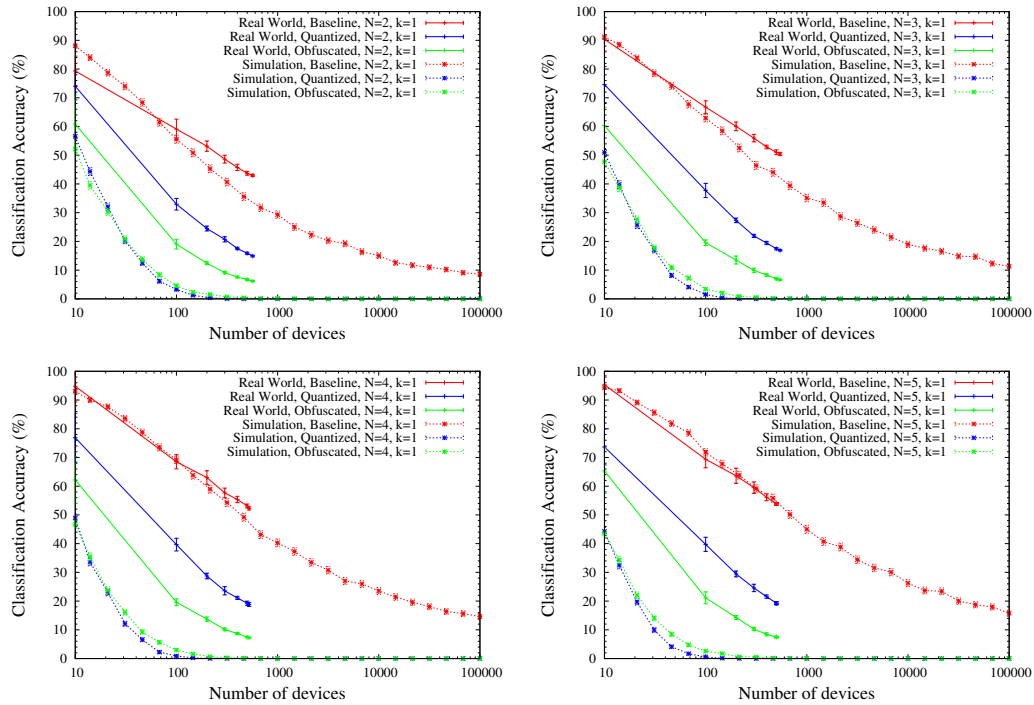 Real World, Baseline, N=2, k=1
Real World, Quantized, N=2, k=1
Real World, Obfuscated, N=2, k=1
Simulation, Baseline, N=2, k=1
Simulation, Quantized, N=2, k=1
Simulation, Obfuscated, N=2, k=1
Classification Accuracy (%)
100
90
80
70
60
50
40
30
20
10
0
10 100 1000 10000 100000
Number of devices
Real World, Baseline, N=3, k=1
Real World, Quantized, N=3, k=1
Real World, Obfuscated, N=3, k=1
Simulation, Baseline, N=3, k=1
Simulation, Quantized, N=3, k=1
Simulation, Obfuscated, N=3, k=1
Classification Accuracy (%)
100
90
80
70
60
50
40
30
20
10
0
10 100 1000 10000 100000
Number of devices
Real World, Baseline, N=4, k=1
Real World, Quantized, N=4, k=1
Real World, Obfuscated, N=4, k=1
Simulation, Baseline, N=4, k=1
Simulation, Quantized, N=4, k=1
Simulation, Obfuscated, N=4, k=1
Classification Accuracy (%)
100
90
80
70
60
50
40
30
20
10
0
10 100 1000 10000 100000
Number of devices
Real World, Baseline, N=5, k=1
Real World, Quantized, N=5, k=1
Real World, Obfuscated, N=5, k=1
Simulation, Baseline, N=5, k=1
Simulation, Quantized, N=5, k=1
Simulation, Obfuscated, N=5, k=1
Classification Accuracy (%)
100
90
80
70
60
50
40
30
20
10
0
10 100 1000 10000 100000
Number of devices